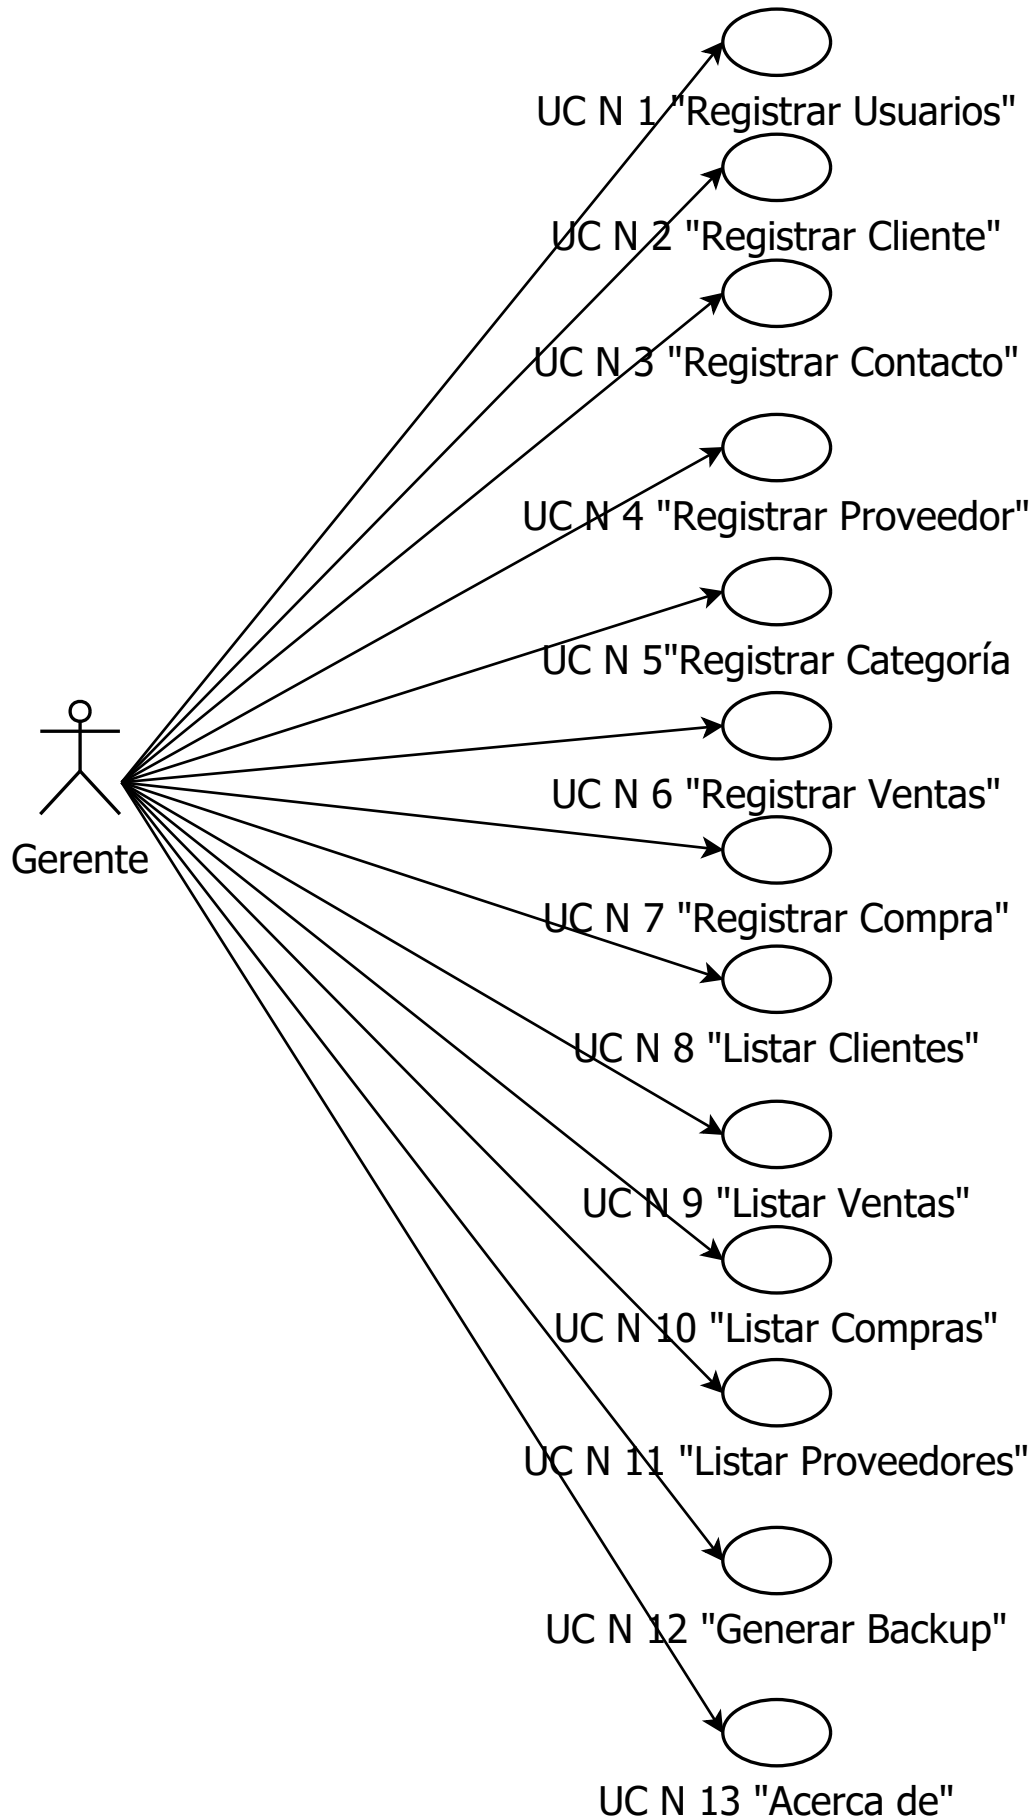 UC N 1 "Registrar Usuarios"
UC N 2 "Registrar Cliente"
UC N 3 "Registrar Contacto"
UC N 4 "Registrar Proveedor"
UC N 5"Registrar Categoría
UC N 6 "Registrar Ventas"
Gerente
UC N 7 "Registrar Compra"
UC N 8 "Listar Clientes"
UC N 9 "Listar Ventas"
UC N 10 "Listar Compras"
UC N 11 "Listar Proveedores"
UC N 12 "Generar Backup"
UC N 13 "Acerca de"